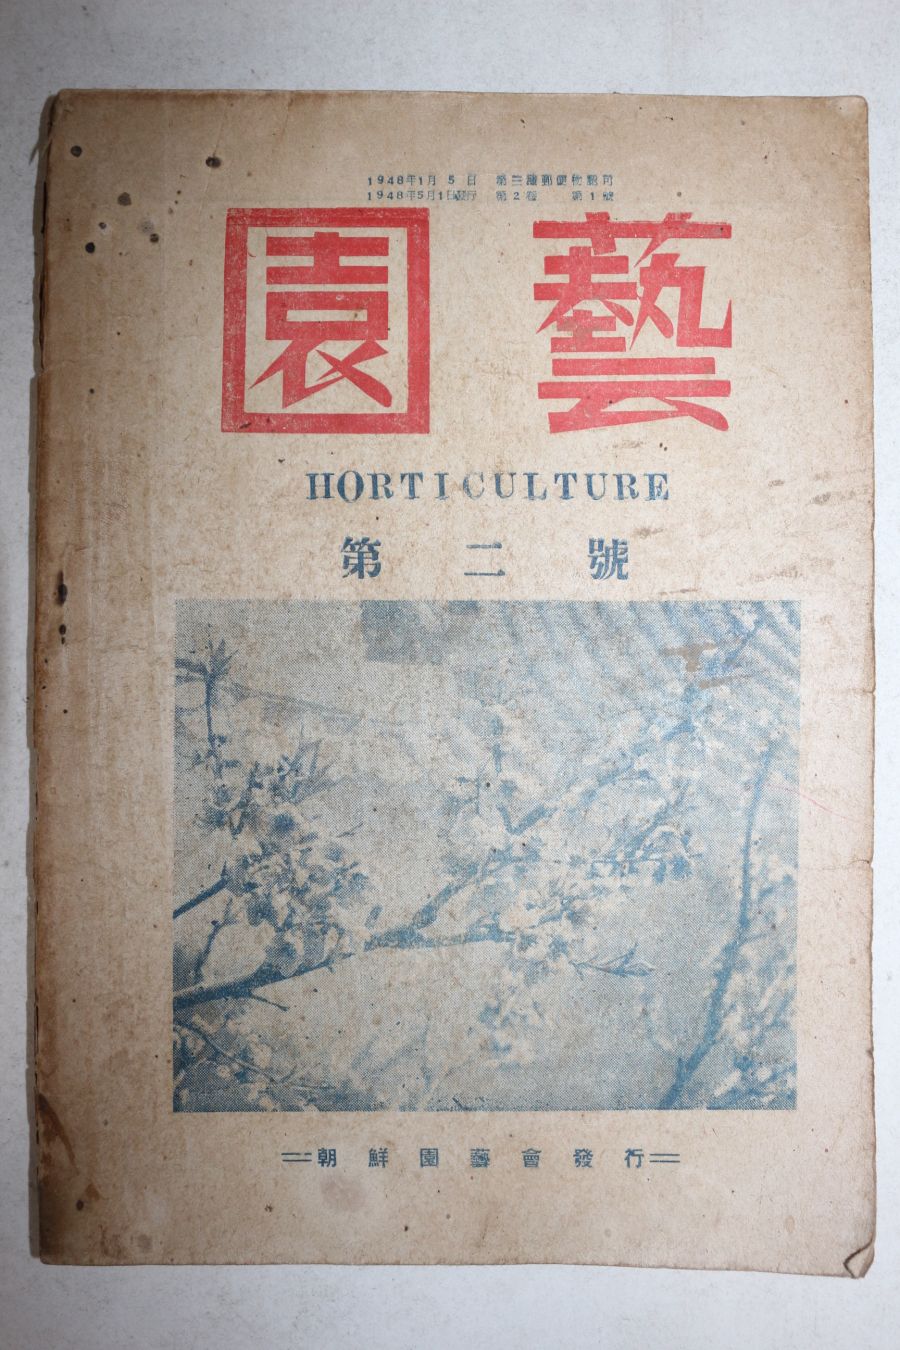 1948年1月5日 第三種郵便物認可
1948年5月1日發行 第2卷 第1號
園藝
HORTICULTURE
第二號
朝鮮園藝會發行